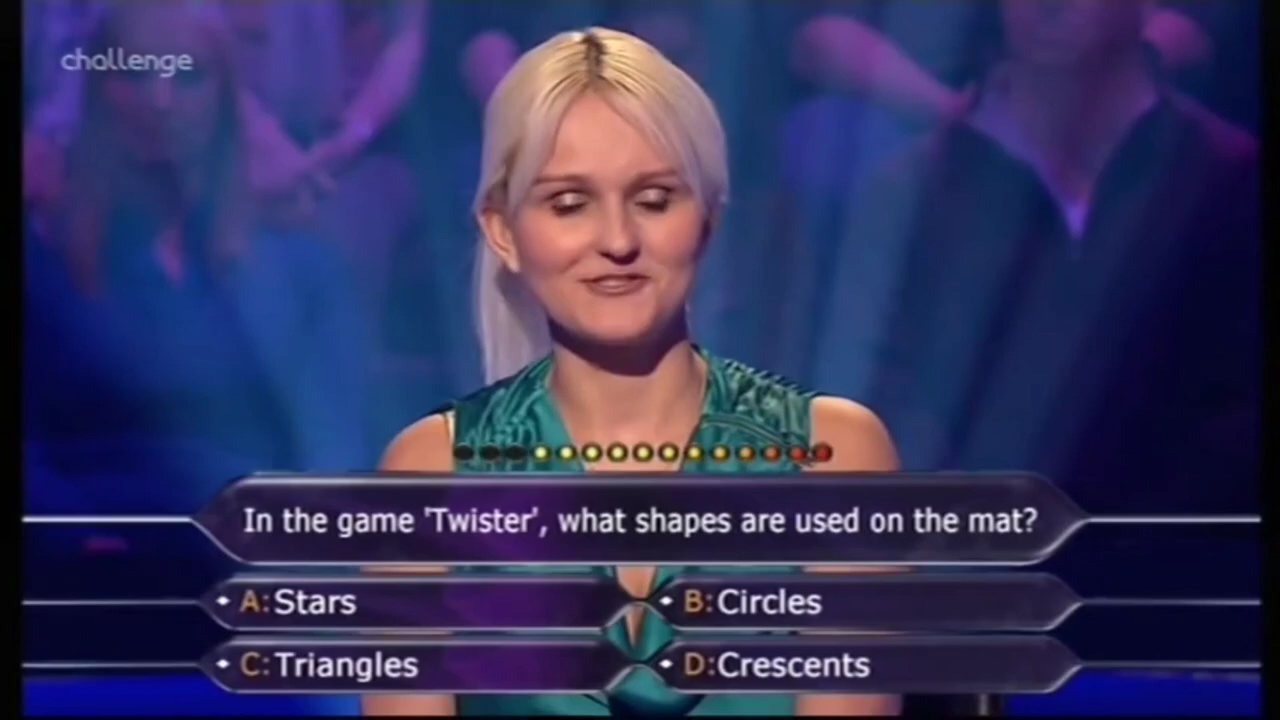 challenge
In the game 'Twister', what shapes are used on the mat?
A: Stars
B: Circles
C: Triangles
D: Crescents